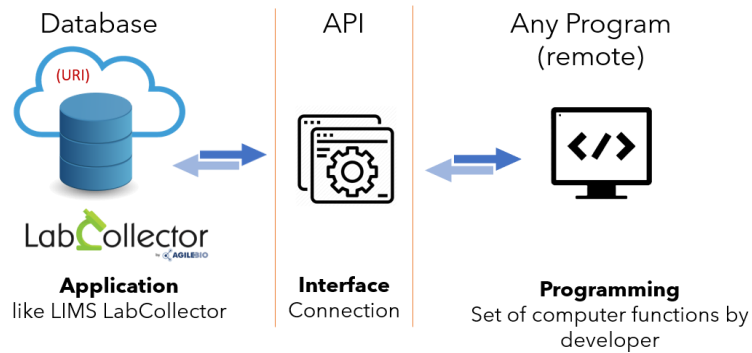 Database
(URI)
LabCollector
by AGILEBIO
Application
like LIMS LabCollector
API
Interface
Connection
Any Program
(remote)
</>
Programming
Set of computer functions by
developer